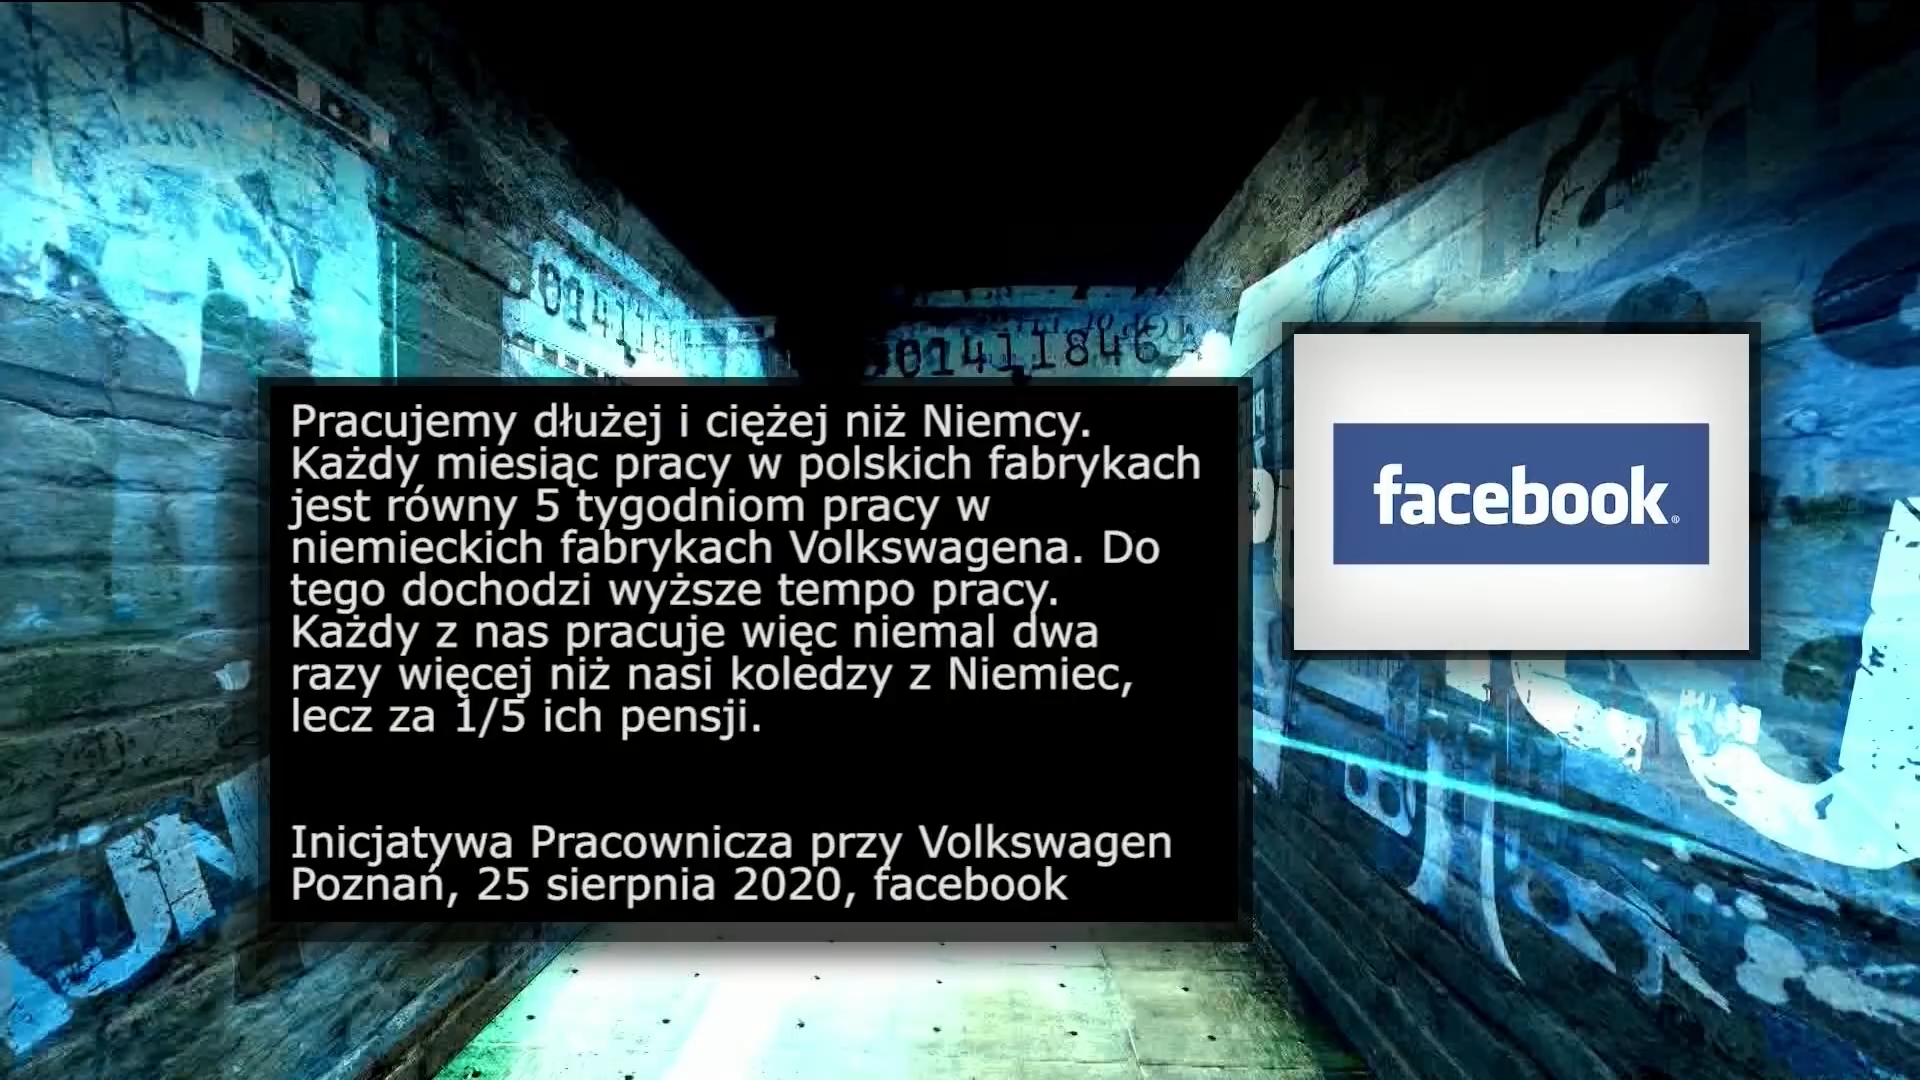 001411846
Pracujemy dłużej i ciężej niż Niemcy.
Każdy miesiąc pracy w polskich fabrykach
jest równy 5 tygodniom pracy w
niemieckich fabrykach Volkswagena. Do
tego dochodzi wyższe tempo pracy.
Każdy z nas pracuje więc niemal dwa
razy więcej niż nasi koledzy z Niemiec,
lecz za 1/5 ich pensji.
Inicjatywa Pracownicza przy Volkswagen
Poznań, 25 sierpnia 2020, facebook
facebook®